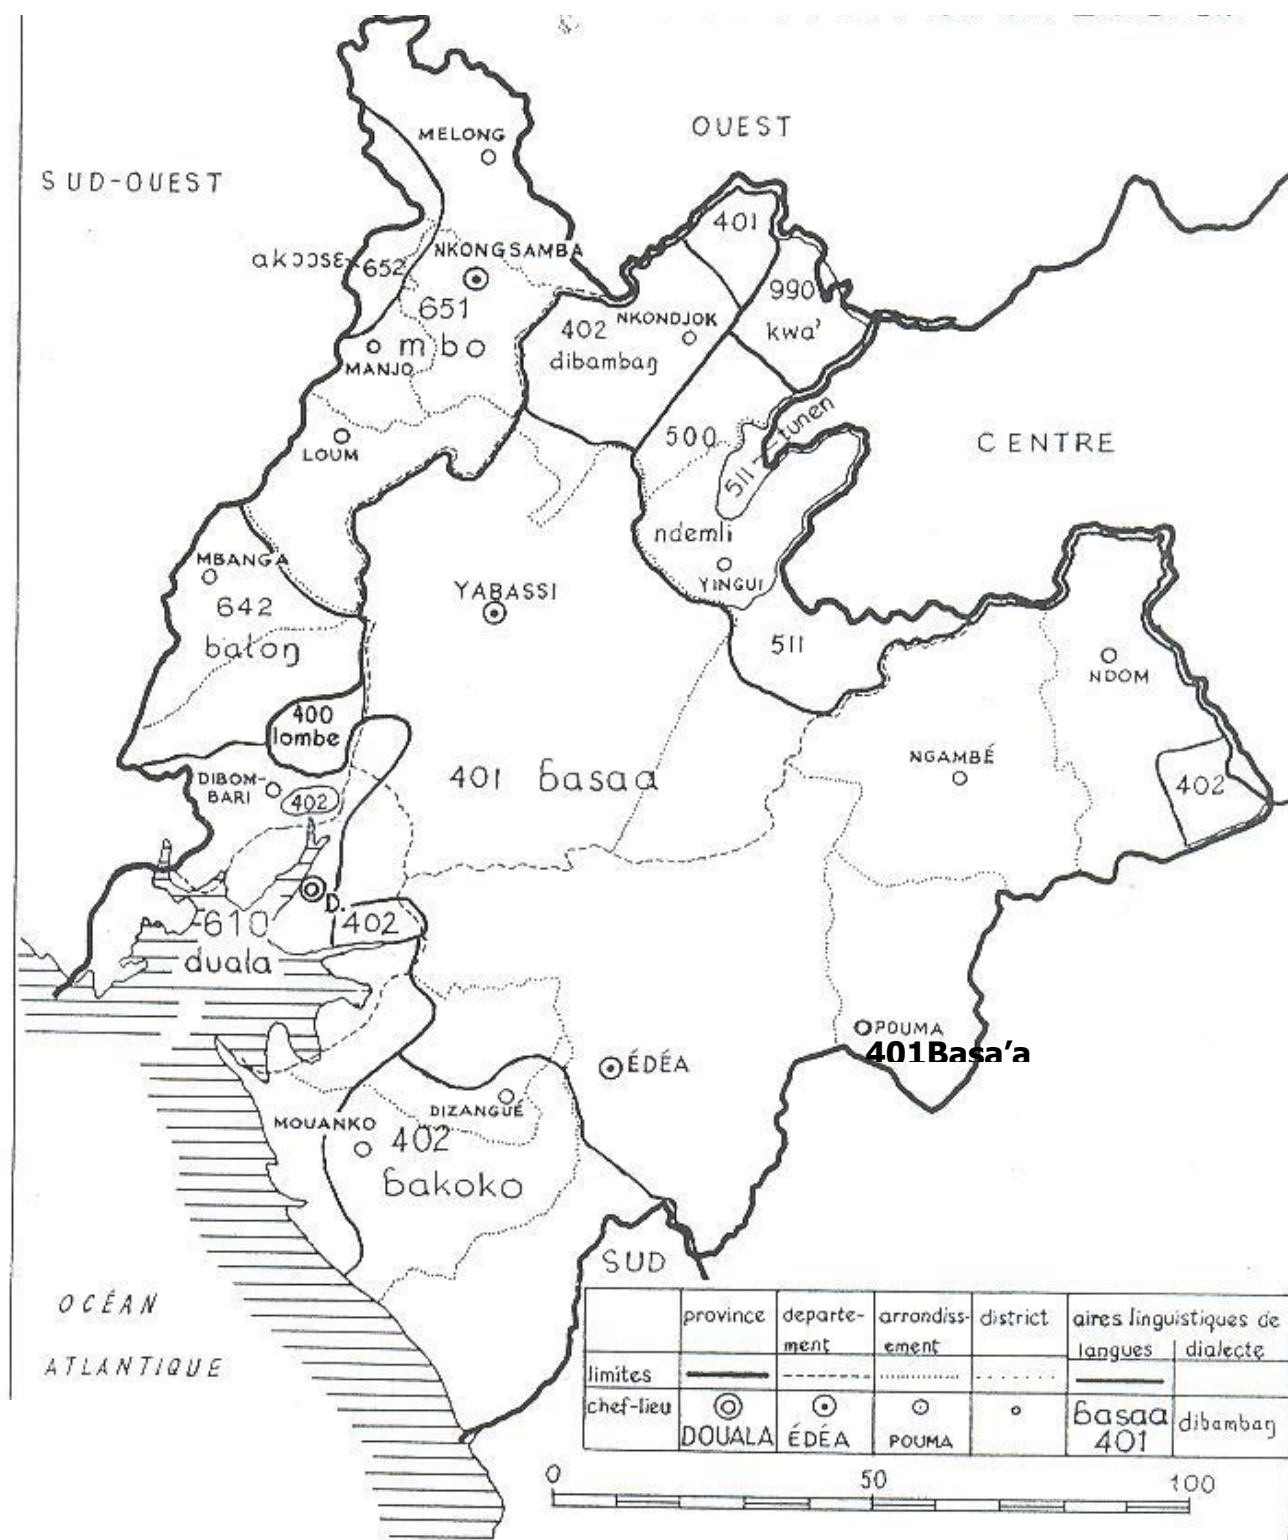 OUEST
MELONG
SUD-OUEST
401
akɔɔsɛ
652
NKONGSAMBA
990
651
402
NKONDJOK
kwa'
mbo
dibambaŋ
MANJO
tunen
500
CENTRE
LOUM
511
ndemli
MBANGA
YINGUI
YABASSI
642
511
baloŋ
NDOM
400
lombe
NGAMBÉ
DIBOM-
BARI
402
401 ɓasaa
402
D.
610
402
duala
POUMA
401Basa'a
ÉDÉA
DIZANGUÉ
MOUANKO
402
ɓakoko
SUD
OCÉAN
ATLANTIQUE
province
departe-
ment
arrondiss-
ement
district
aires linguistiques de
langues
dialecte
limites
chef-lieu
DOUALA
ÉDÉA
POUMA
ɓasaa
401
dibambaŋ
0
50
100